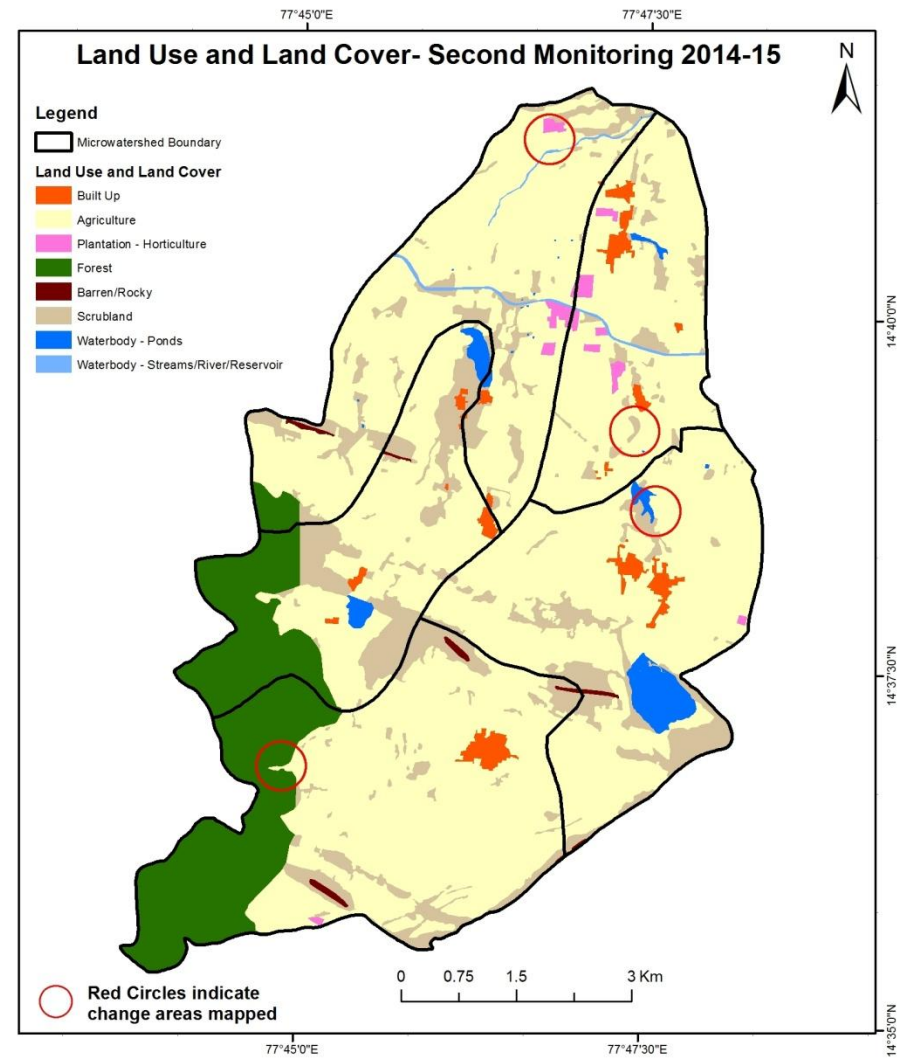 77°45'0"E
77°47'30"E
Land Use and Land Cover- Second Monitoring 2014-15
N
Legend
Microwatershed Boundary
Land Use and Land Cover
Built Up
Agriculture
Plantation - Horticulture
Forest
Barren/Rocky
Scrubland
Waterbody - Ponds
Waterbody - Streams/River/Reservoir
14°40'0"N
14°37'30"N
14°35'0"N
0 0.75 1.5 3 Km
Red Circles indicate
change areas mapped
77°45'0"E
77°47'30"E